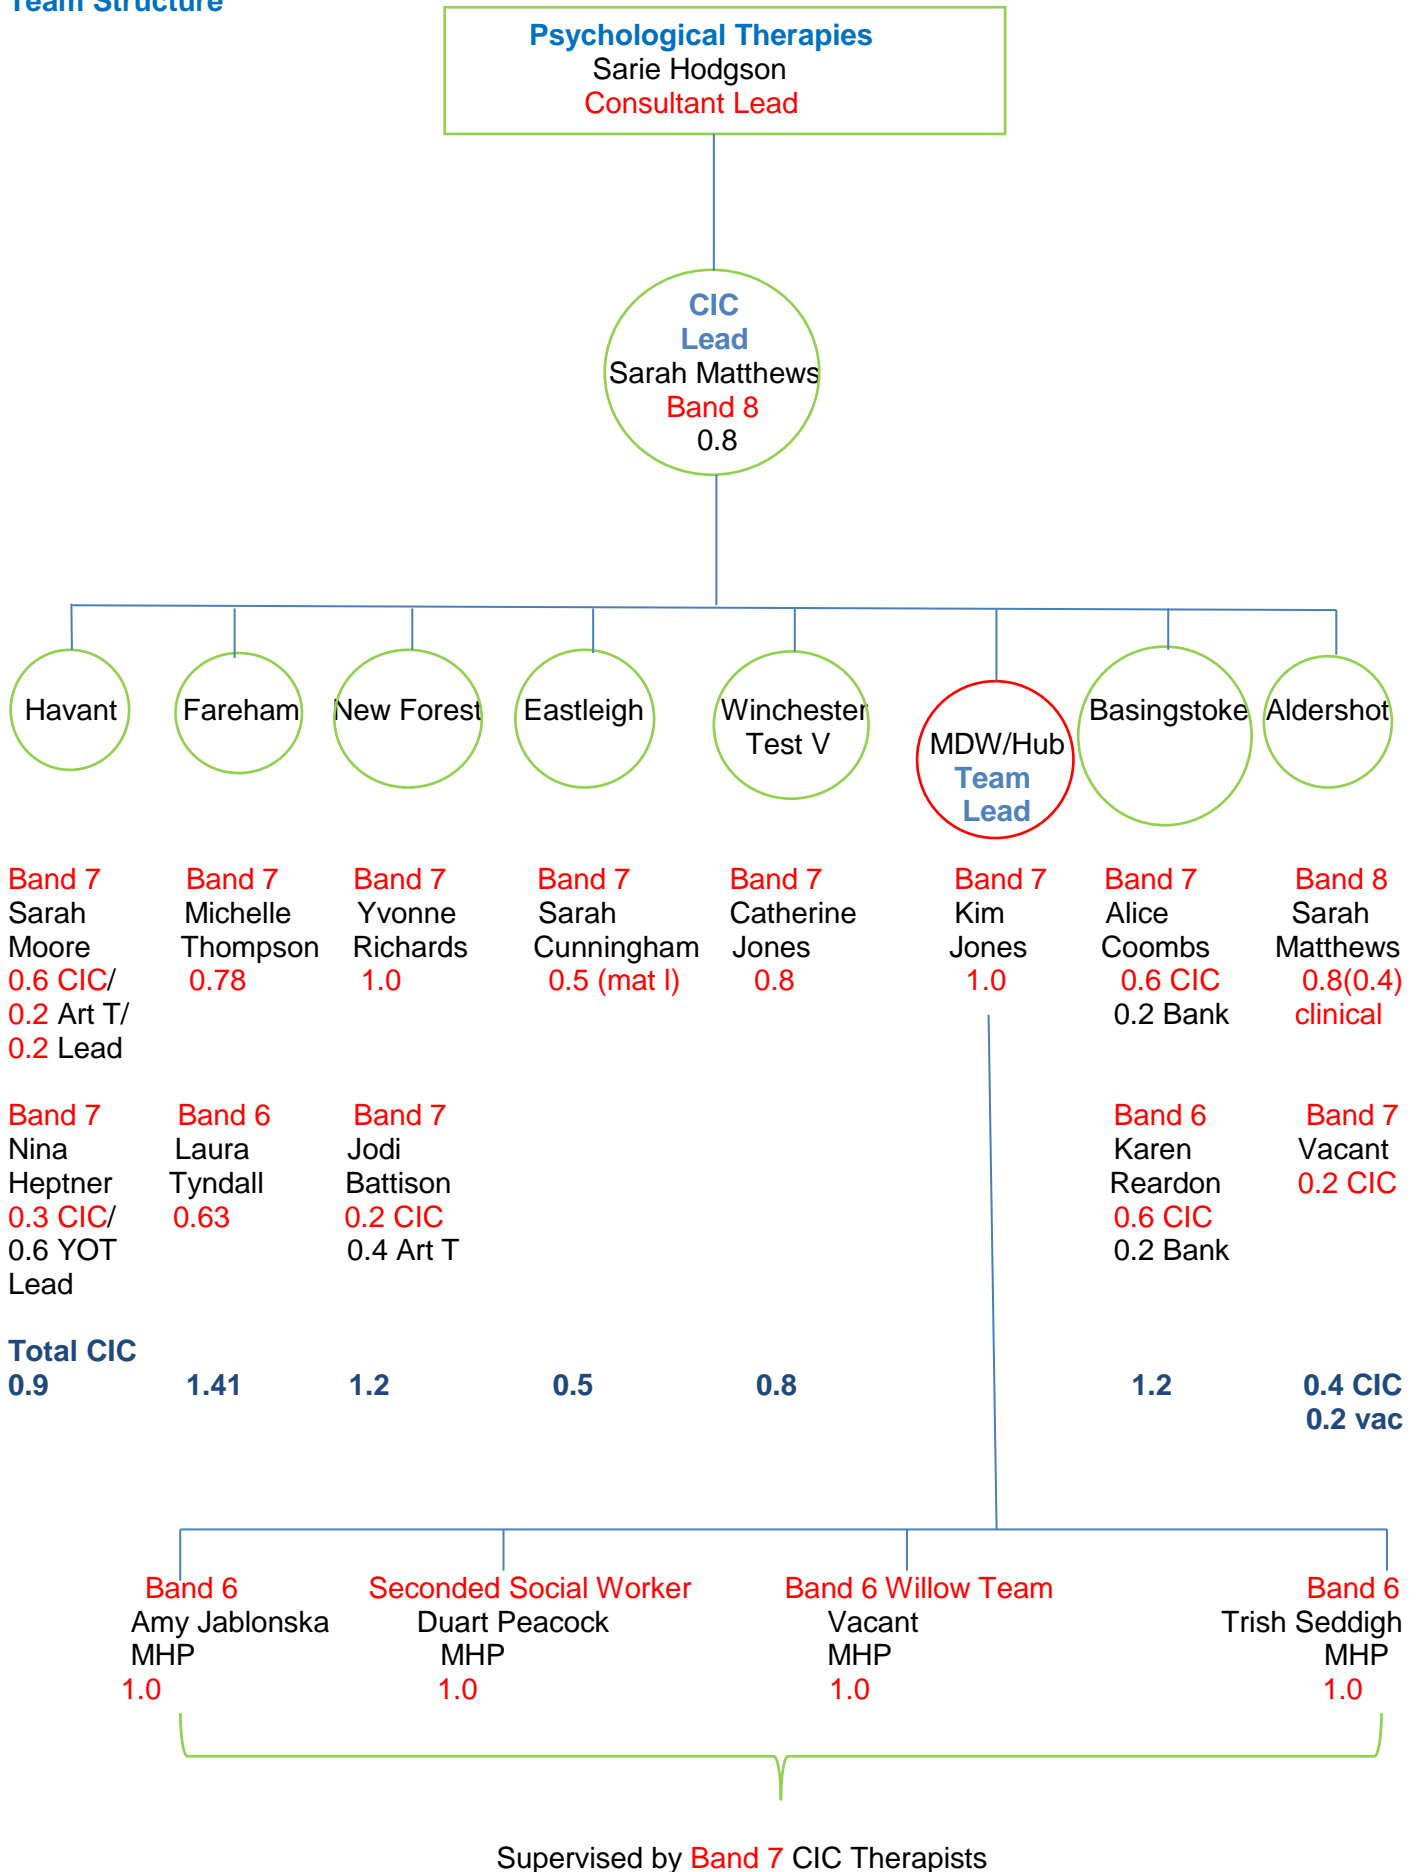 Team Structure
Psychological Therapies
Sarie Hodgson
Consultant Lead
CIC
Lead
Sarah Matthews
Band 8
0.8
Havant
Fareham
New Forest
Eastleigh
Winchester
Test V
MDW/Hub
Team
Lead
Basingstoke
Aldershot
Band 7
Sarah
Moore
0.6 CIC/
0.2 Art T/
0.2 Lead
Band 7
Michelle
Thompson
0.78
Band 7
Yvonne
Richards
1.0
Band 7
Sarah
Cunningham
0.5 (mat l)
Band 7
Catherine
Jones
0.8
Band 7
Kim
Jones
1.0
Band 7
Alice
Coombs
0.6 CIC
0.2 Bank
Band 8
Sarah
Matthews
0.8(0.4)
clinical
Band 7
Nina
Heptner
0.3 CIC/
0.6 YOT
Lead
Band 6
Laura
Tyndall
0.63
Band 7
Jodi
Battison
0.2 CIC
0.4 Art T
Band 6
Karen
Reardon
0.6 CIC
0.2 Bank
Band 7
Vacant
0.2 CIC
Total CIC
0.9 1.41 1.2 0.5 0.8 1.2 0.4 CIC
0.2 vac
Band 6
Amy Jablonska
MHP
1.0
Seconded Social Worker
Duart Peacock
MHP
1.0
Band 6 Willow Team
Vacant
MHP
1.0
Band 6
Trish Seddigh
MHP
1.0
Supervised by Band 7 CIC Therapists